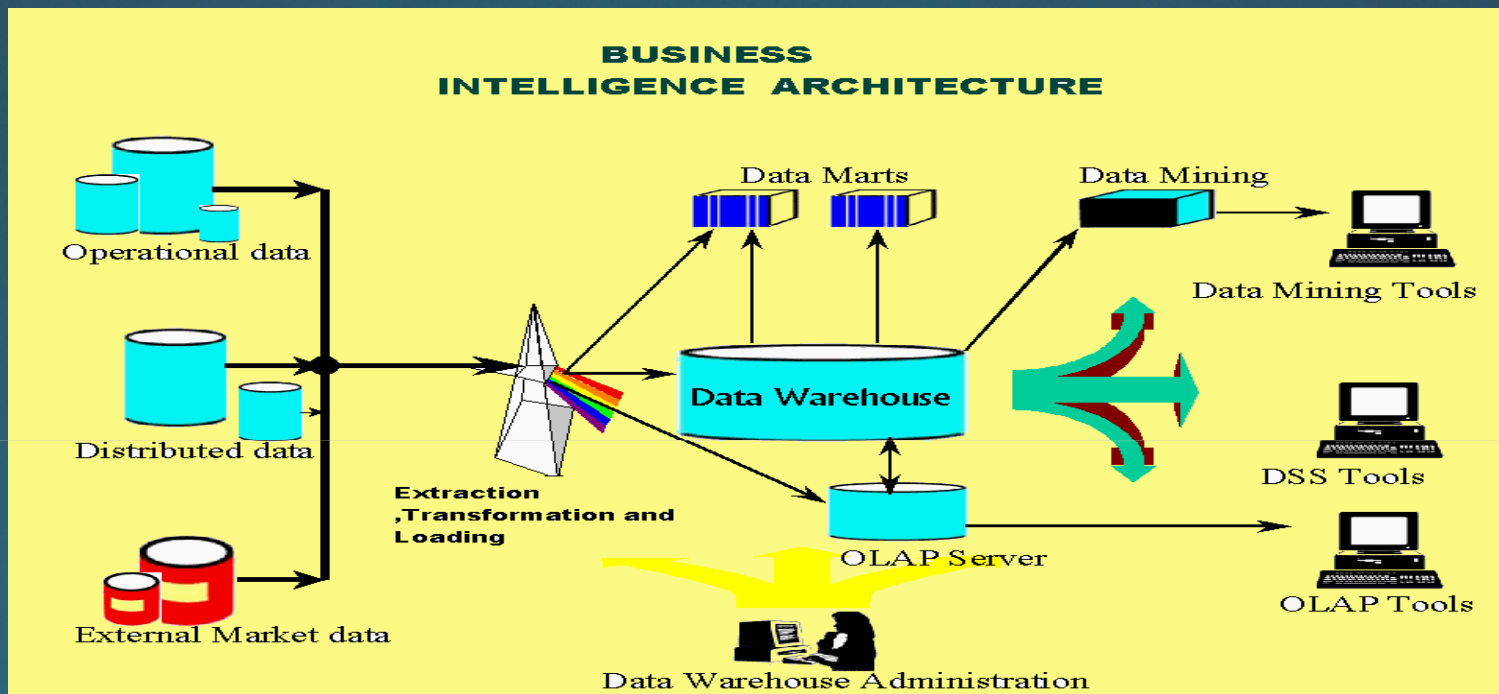 BUSINESS
INTELLIGENCE ARCHITECTURE
Data Marts
Data Mining
Operational data
Data Mining Tools
Data Warehouse
Distributed data
DSS Tools
Extraction
,Transformation and
Loading
OLAP Server
OLAP Tools
External Market data
Data Warehouse Administration